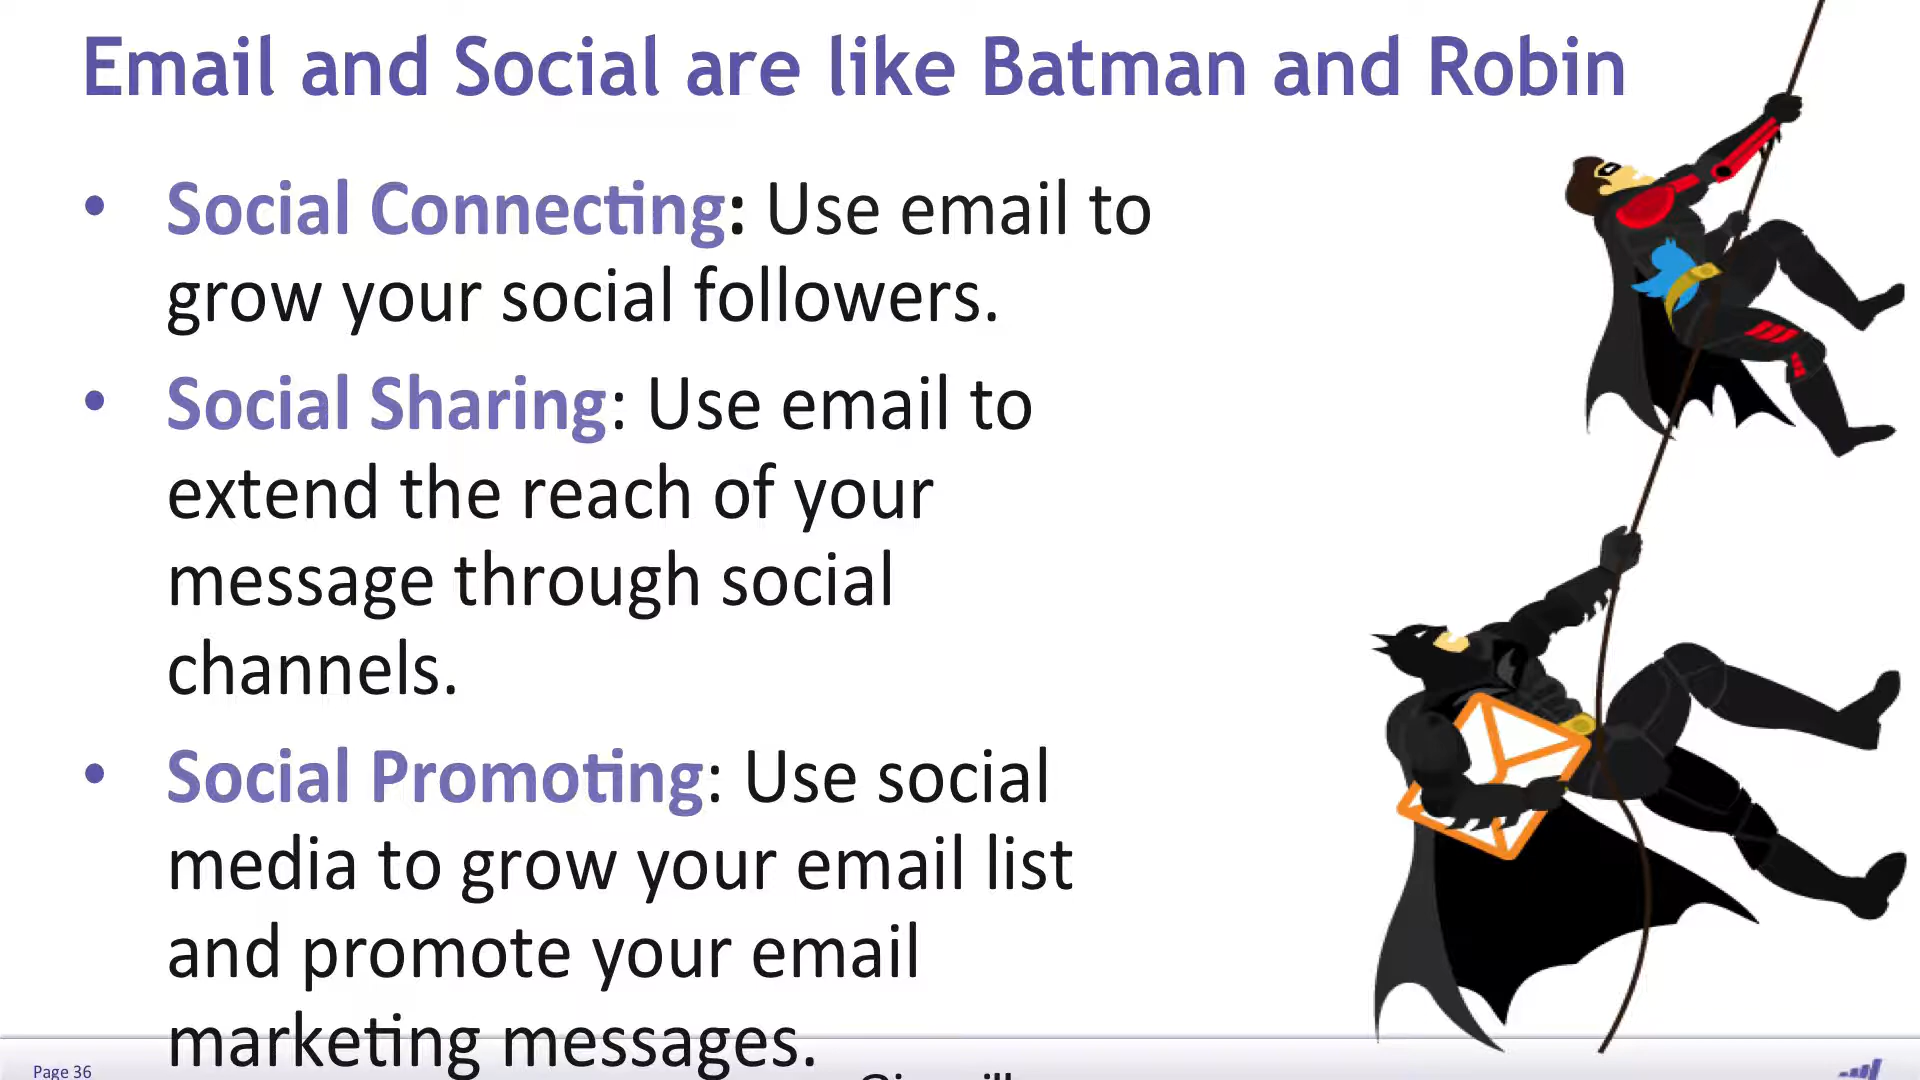 Email and Social are like Batman and Robin
• Social Connecting: Use email to
grow your social followers.
• Social Sharing: Use email to
extend the reach of your
message through social
channels.
• Social Promoting: Use social
media to grow your email list
and promote your email
marketing messages.
Page 36